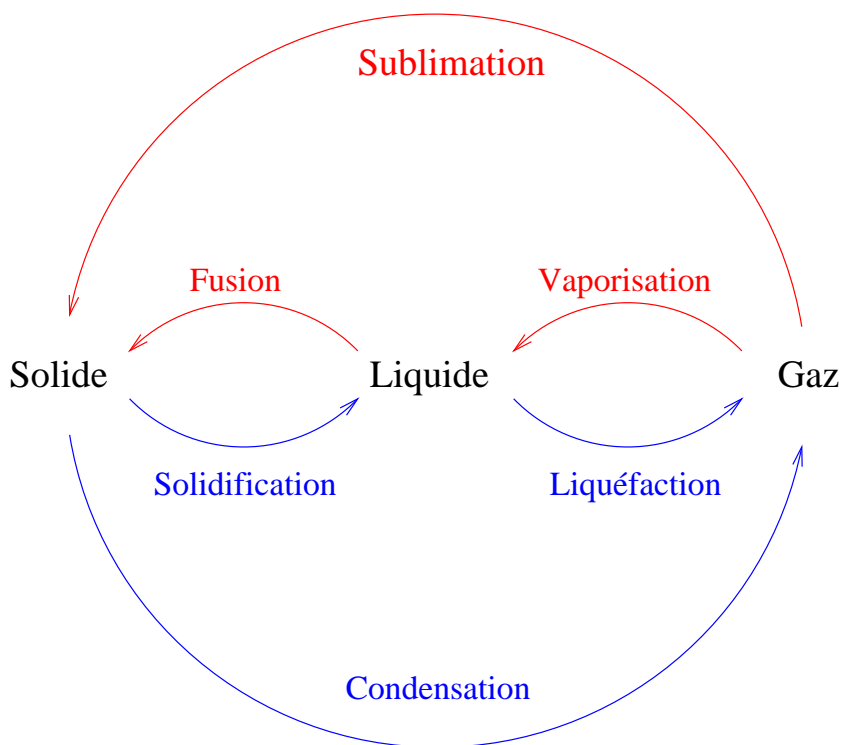 Sublimation
Fusion
Vaporisation
Solide
Liquide
Gaz
Solidification
Liquéfaction
Condensation